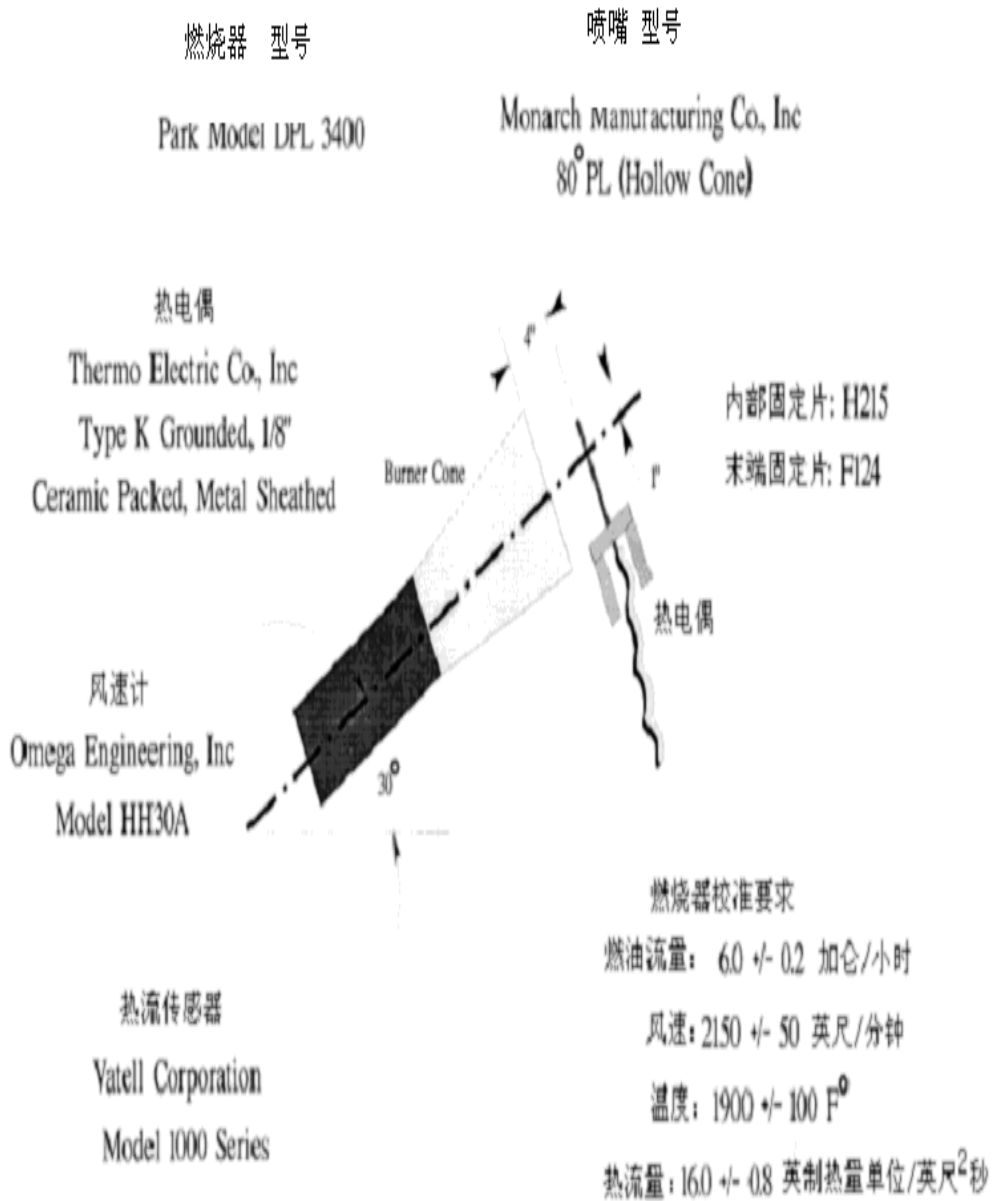 燃烧器 型号
Park Model DPL 3400
喷嘴 型号
Monarch Manufacturing Co., Inc
80° PL (Hollow Cone)
热电偶
Thermo Electric Co., Inc
Type K Grounded, 1/8"
Ceramic Packed, Metal Sheathed
4"
Burner Cone
1"
内部固定片: H215
末端固定片: F124
热电偶
风速计
Omega Engineering, Inc
Model HH30A
30°
热流传感器
Vatell Corporation
Model 1000 Series
燃烧器校准要求
燃油流量: 6.0 +/- 0.2 加仑/小时
风速: 2150 +/- 50 英尺/分钟
温度: 1900 +/- 100 F°
热流量: 16.0 +/- 0.8 英制热量单位/英尺²秒